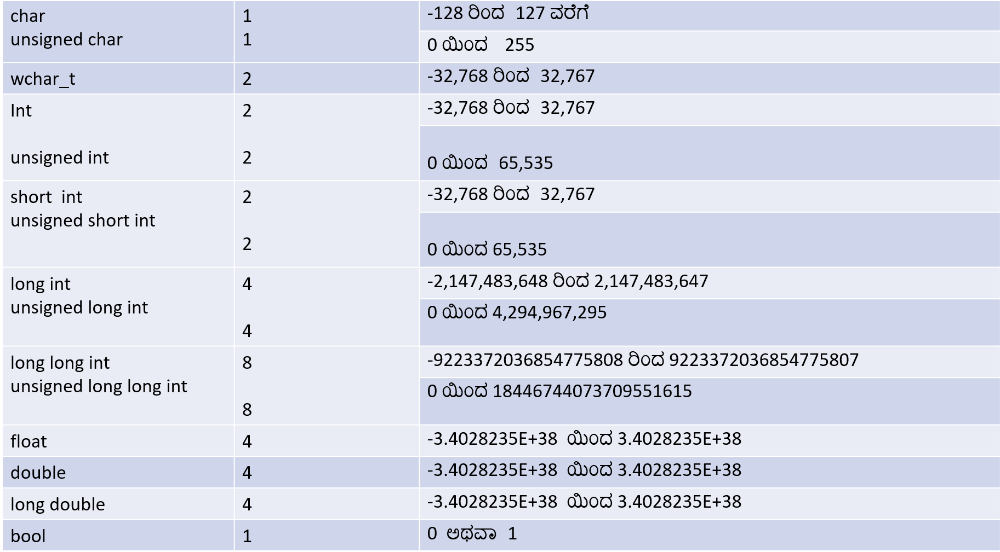 char 1 -128 ರಿಂದ 127 ವರೆಗೆ
unsigned char 1 0 ಯಿಂದ 255
wchar_t 2 -32,768 ರಿಂದ 32,767
Int 2 -32,768 ರಿಂದ 32,767
unsigned int 2 0 ಯಿಂದ 65,535
short int 2 -32,768 ರಿಂದ 32,767
unsigned short int 2 0 ಯಿಂದ 65,535
long int 4 -2,147,483,648 ರಿಂದ 2,147,483,647
unsigned long int 4 0 ಯಿಂದ 4,294,967,295
long long int 8 -9223372036854775808 ರಿಂದ 9223372036854775807
unsigned long long int 8 0 ಯಿಂದ 18446744073709551615
float 4 -3.4028235E+38 ಯಿಂದ 3.4028235E+38
double 4 -3.4028235E+38 ಯಿಂದ 3.4028235E+38
long double 4 -3.4028235E+38 ಯಿಂದ 3.4028235E+38
bool 1 0 ಅಥವಾ 1